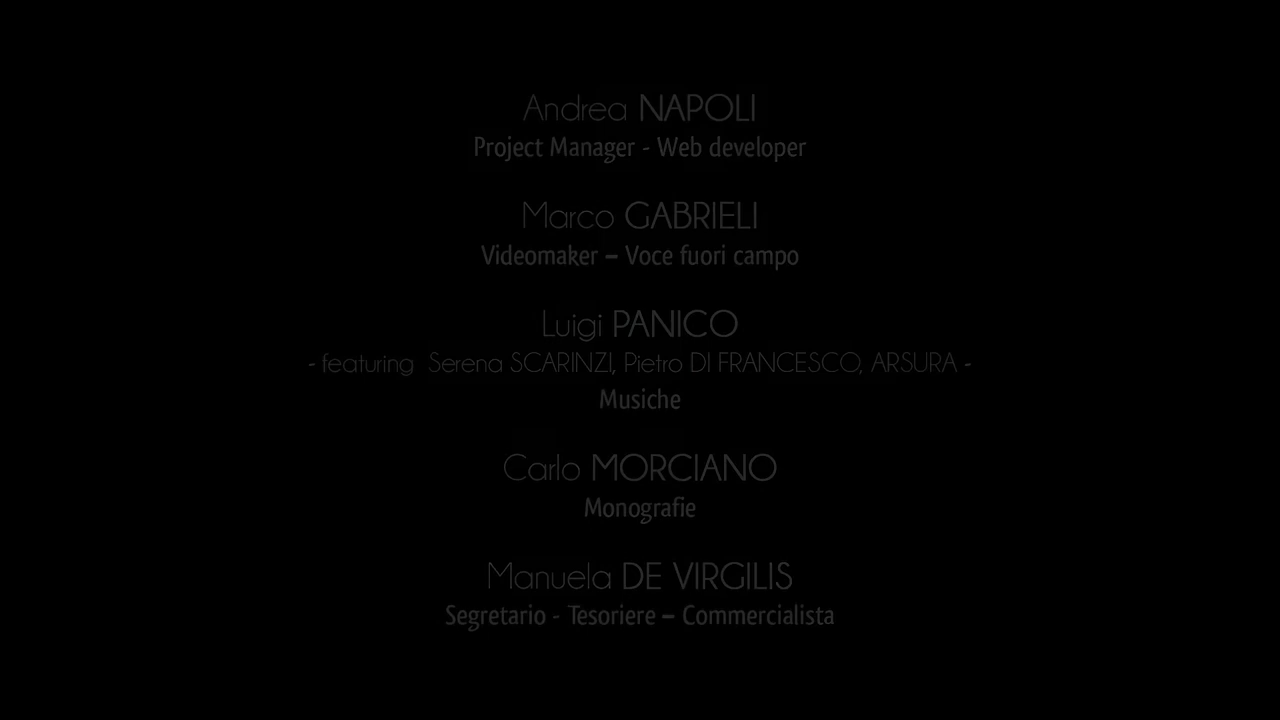 Andrea NAPOLI
Project Manager - Web developer
Marco GABRIELI
Videomaker – Voce fuori campo
Luigi PANICO
- featuring Serena SCARINZI, Pietro DI FRANCESCO, ARSURA -
Musiche
Carlo MORCIANO
Monografie
Manuela DE VIRGILIS
Segretario - Tesoriere – Commercialista